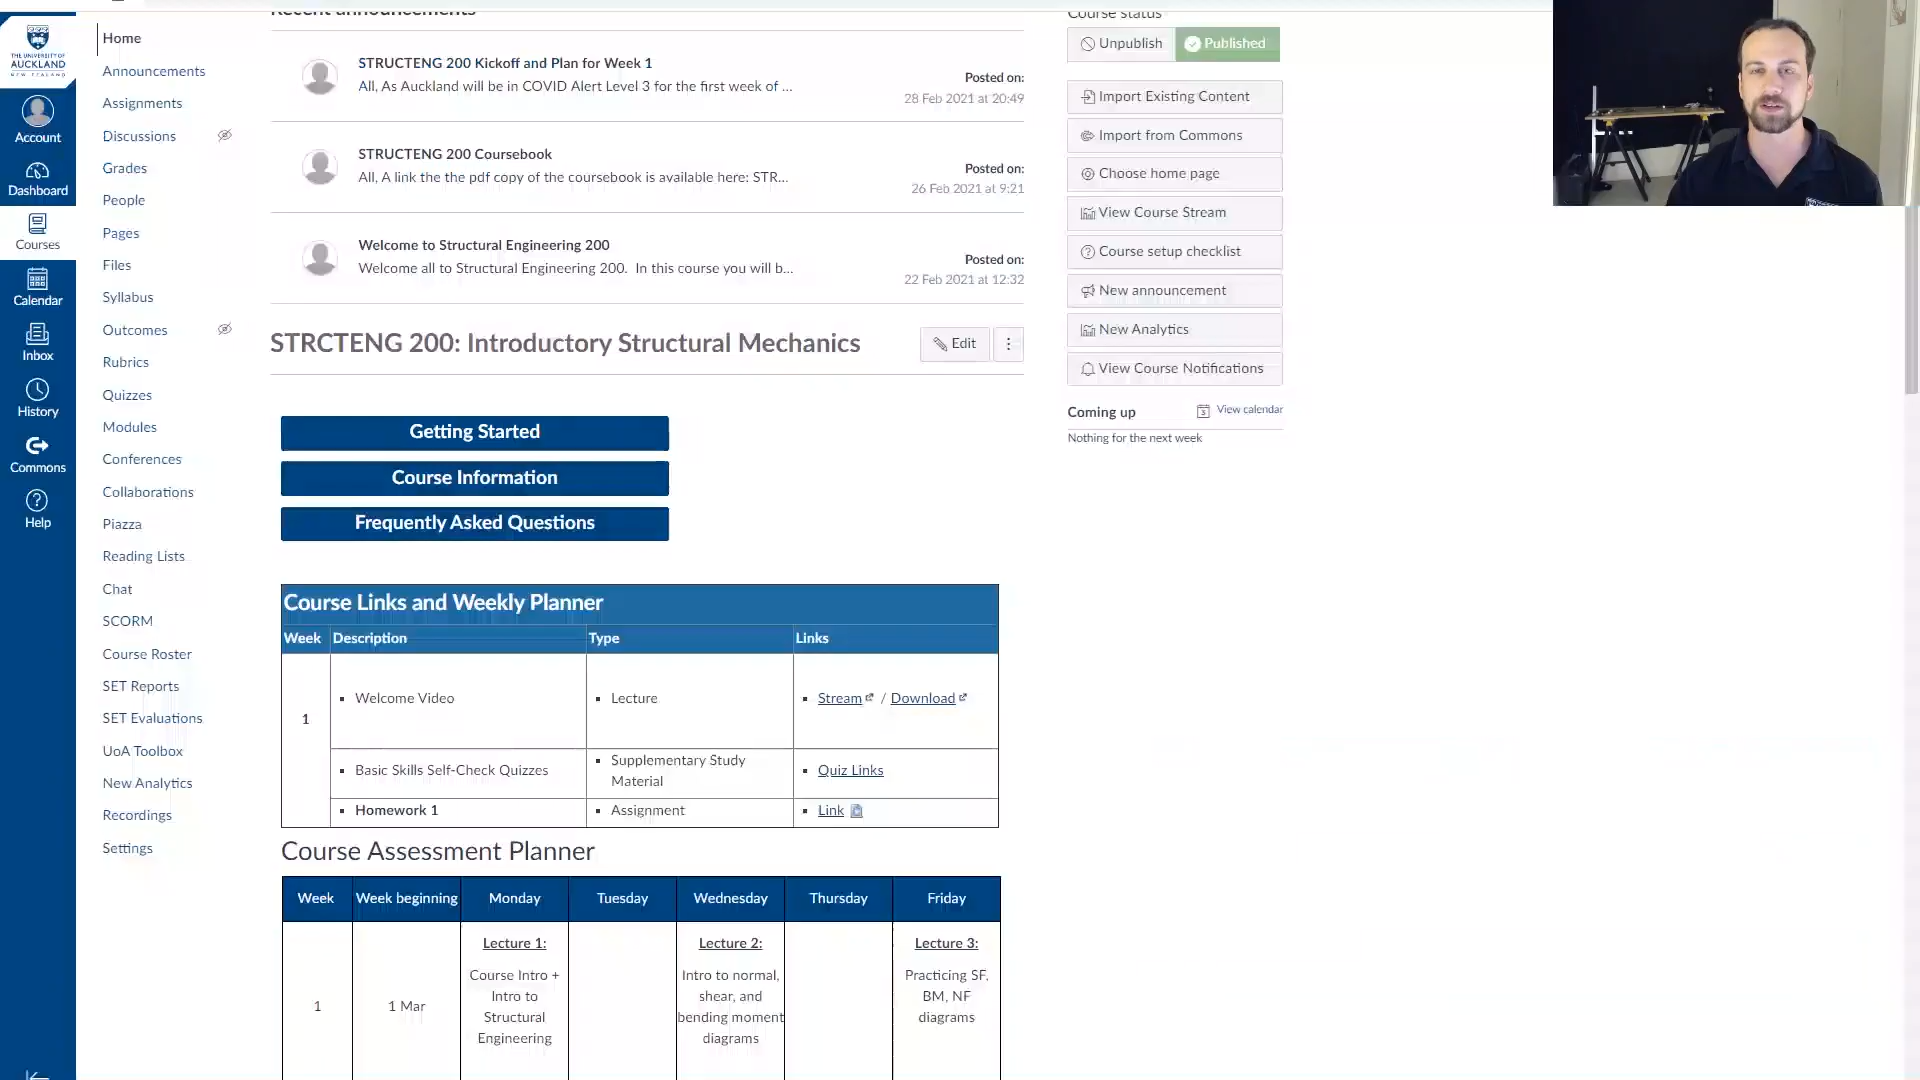 THE UNIVERSITY OF
AUCKLAND
NEW ZEALAND
Account
Dashboard
Courses
Calendar
Inbox
History
Commons
Help
Home
Announcements
Assignments
Discussions
Grades
People
Pages
Files
Syllabus
Outcomes
Rubrics
Quizzes
Modules
Conferences
Collaborations
Piazza
Reading Lists
Chat
SCORM
Course Roster
SET Reports
SET Evaluations
UoA Toolbox
New Analytics
Recordings
Settings
Recent announcements
STRUCTENG 200 Kickoff and Plan for Week 1
All, As Auckland will be in COVID Alert Level 3 for the first week of ...
Posted on:
28 Feb 2021 at 20:49
STRUCTENG 200 Coursebook
All, A link the the pdf copy of the coursebook is available here: STR...
Posted on:
26 Feb 2021 at 9:21
Welcome to Structural Engineering 200
Welcome all to Structural Engineering 200. In this course you will b...
Posted on:
22 Feb 2021 at 12:32
STRCTENG 200: Introductory Structural Mechanics
Edit
Getting Started
Course Information
Frequently Asked Questions
Course Links and Weekly Planner
Week Description Type Links
1
Welcome Video
Lecture
Stream / Download
Basic Skills Self-Check Quizzes
Supplementary Study
Material
Quiz Links
Homework 1
Assignment
Link
Course Assessment Planner
Week Week beginning Monday Tuesday Wednesday Thursday Friday
1
1 Mar
Lecture 1:
Course Intro +
Intro to
Structural
Engineering
Lecture 2:
Intro to normal,
shear, and
bending moment
diagrams
Lecture 3:
Practicing SF,
BM, NF
diagrams
Course status
Unpublish
Published
Import Existing Content
Import from Commons
Choose home page
View Course Stream
Course setup checklist
New announcement
New Analytics
View Course Notifications
Coming up
View calendar
Nothing for the next week